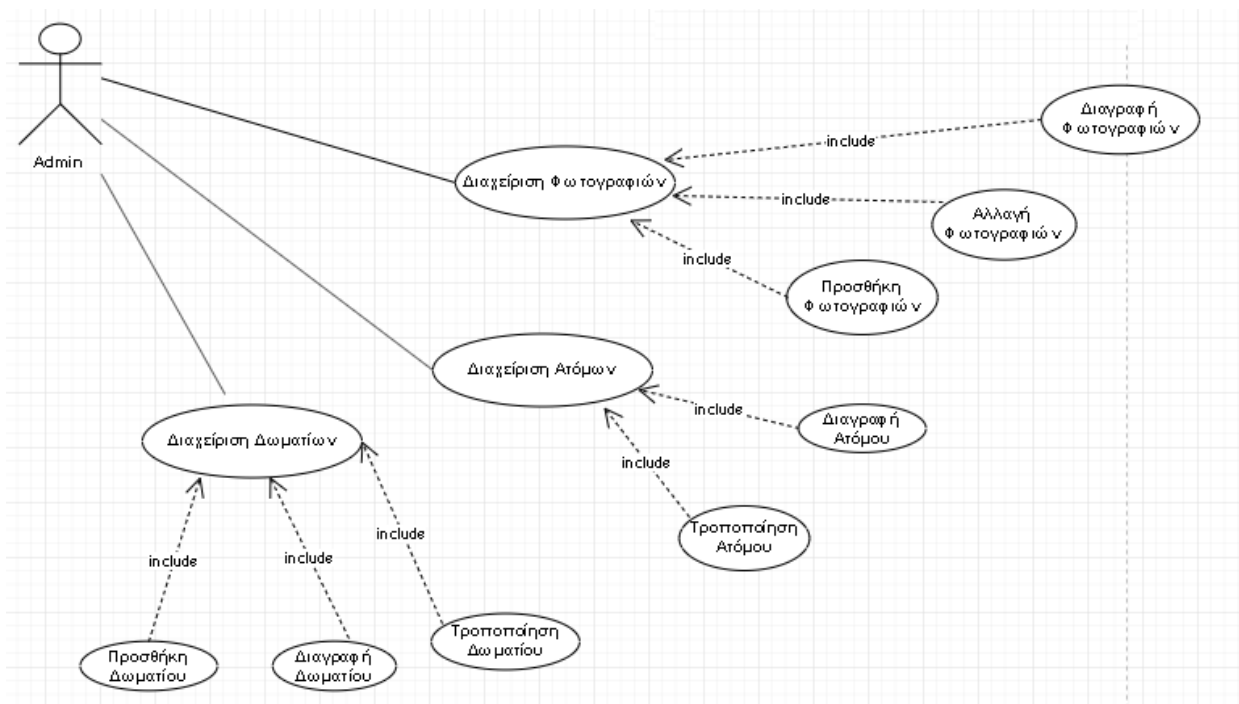 Admin
Διαγραφή
Φωτογραφιών
include
Διαχείριση Φωτογραφιών
include
Αλλαγή
Φωτογραφιών
include
Προσθήκη
Φωτογραφιών
Διαχείριση Ατόμων
include
Διαγραφή
Ατόμου
include
Τροποποίηση
Ατόμου
Διαχείριση Δωματίων
include
include
include
Προσθήκη
Δωματίου
Διαγραφή
Δωματίου
Τροποποίηση
Δωματίου